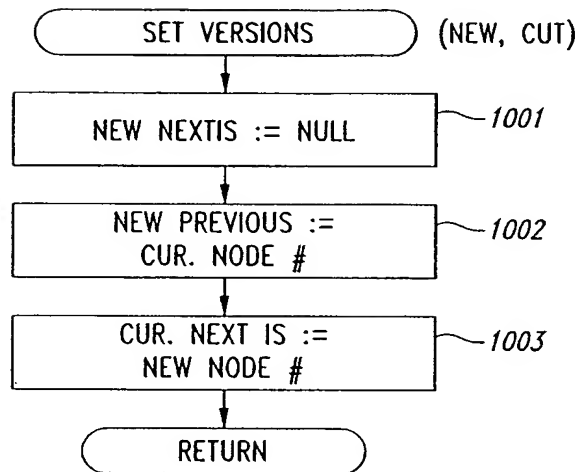 SET VERSIONS (NEW, CUT)
NEW NEXTIS := NULL 1001
NEW PREVIOUS := 1002
CUR. NODE #
CUR. NEXT IS := 1003
NEW NODE #
RETURN